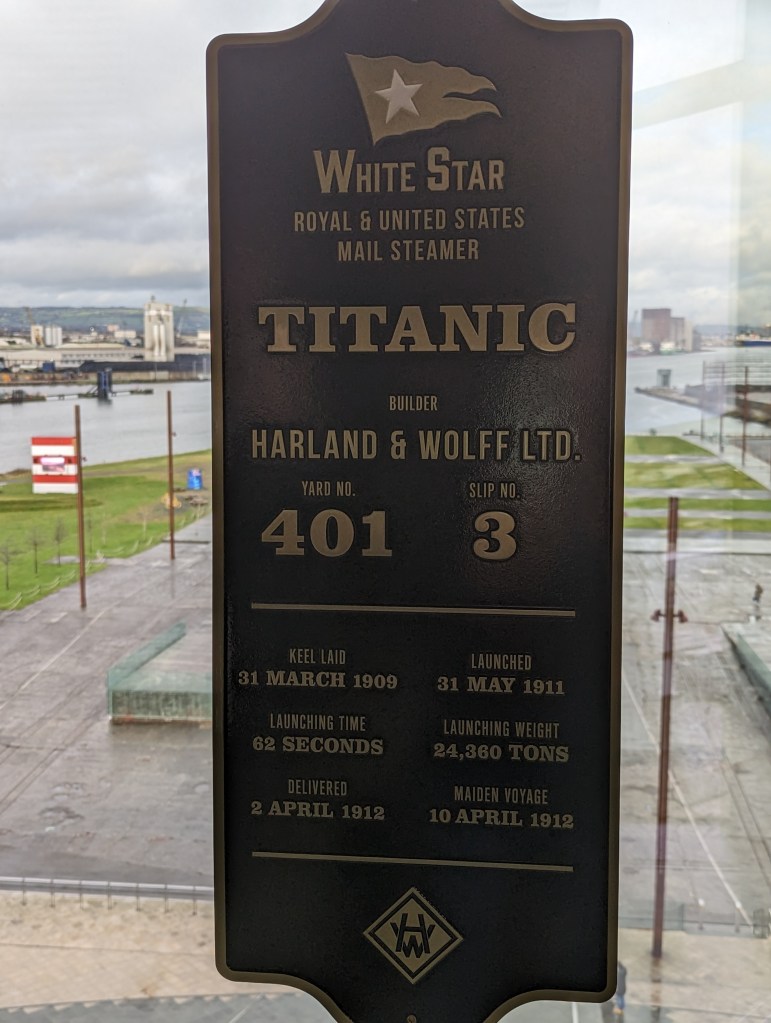 WHITE STAR
ROYAL & UNITED STATES
MAIL STEAMER
TITANIC
BUILDER
HARLAND & WOLFF LTD.
YARD NO. SLIP NO.
401 3
KEEL LAID LAUNCHED
31 MARCH 1909 31 MAY 1911
LAUNCHING TIME LAUNCHING WEIGHT
62 SECONDS 24,360 TONS
DELIVERED MAIDEN VOYAGE
2 APRIL 1912 10 APRIL 1912
HW